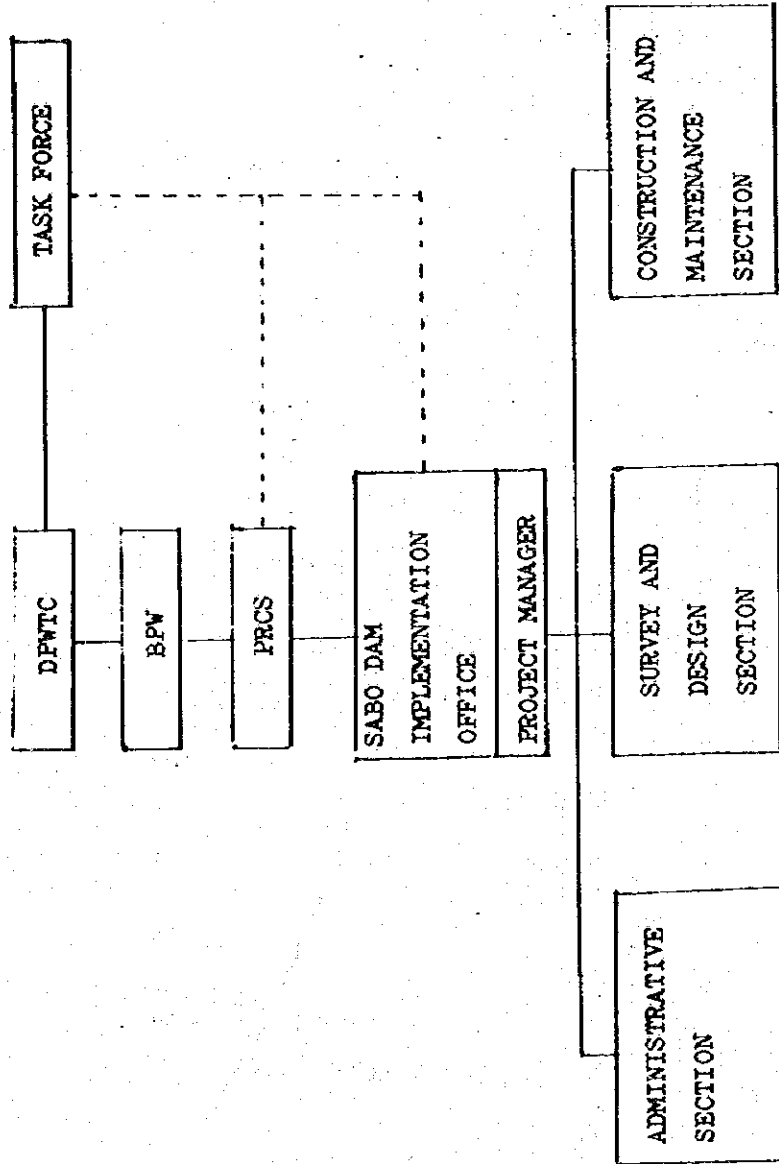 TASK FORCE
DPWTC
BPW
PRCS
SABO DAM
IMPLEMENTATION
OFFICE
PROJECT MANAGER
ADMINISTRATIVE
SECTION
SURVEY AND
DESIGN
SECTION
CONSTRUCTION AND
MAINTENANCE
SECTION